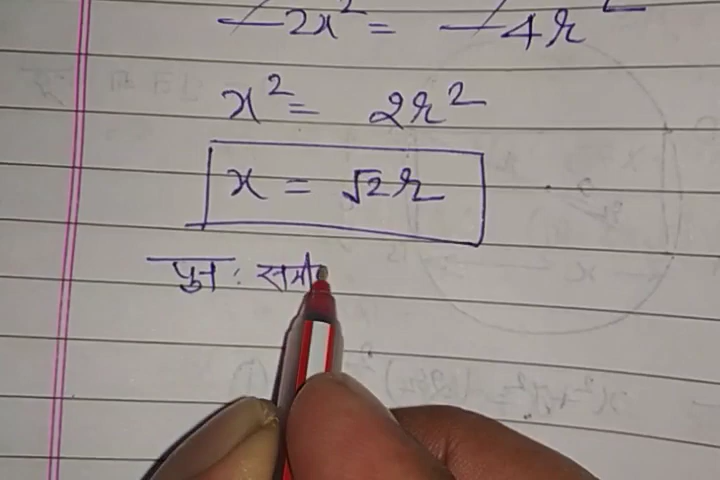 -2x² = -4r²
x² = 2r²
x = √2r
पुनः समी